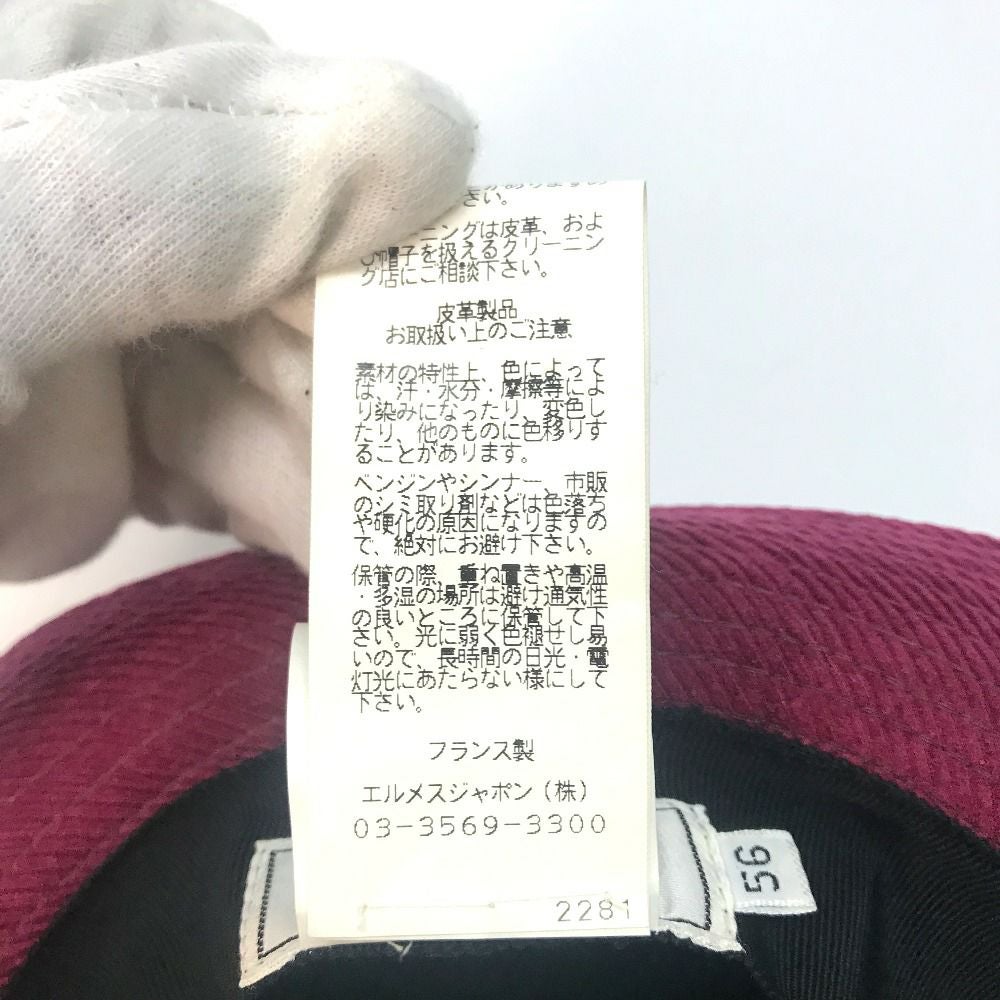 さい。
ニングは皮革、およ
び帽子を扱えるクリーニン
グ店にご相談下さい。
皮革製品
お取扱い上のご注意
素材の特性上、色によって
は、汗・水分・摩擦等によ
り染みになったり、変色し
たり、他のものに色移りす
ることがあります。
ベンジンやシンナー、市販
のシミ取り剤などは色落ち
や硬化の原因になりますの
で、絶対にお避け下さい。
保管の際、重ね置きや高温
・多湿の場所は避け通気性
の良いところに保管して下
さい。光に弱く色褪せし易
いので、長時間の日光・電
灯光にあたらない様にして
下さい。
フランス製
エルメスジャポン（株）
03-3569-3300
2281
56